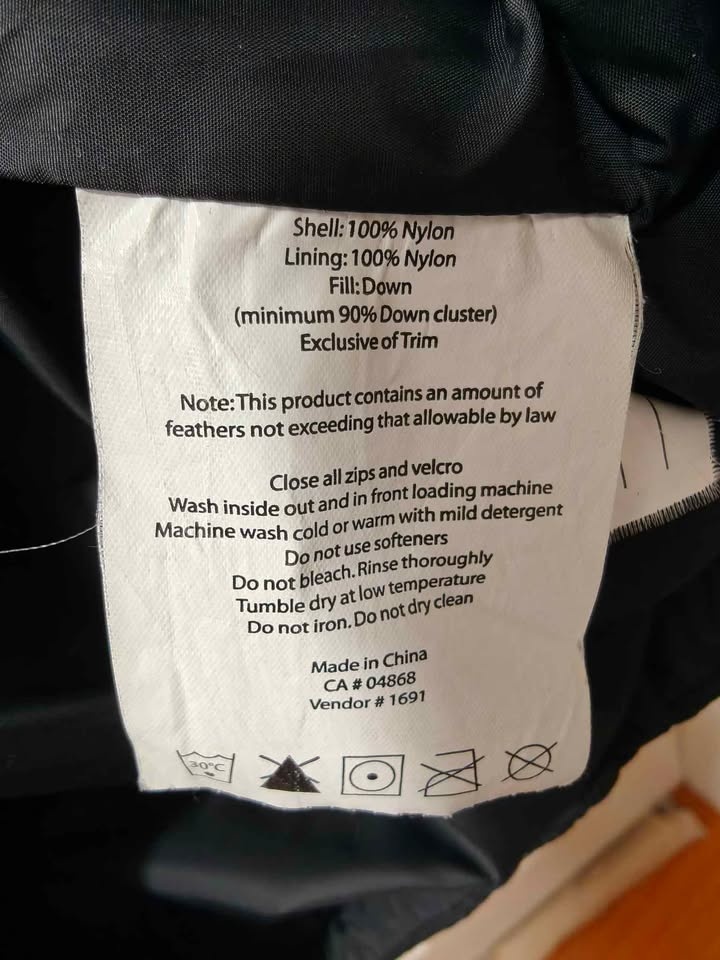 Shell: 100% Nylon
Lining: 100% Nylon
Fill: Down
(minimum 90% Down cluster)
Exclusive of Trim
Note: This product contains an amount of
feathers not exceeding that allowable by law
Close all zips and velcro
Wash inside out and in front loading machine
Machine wash cold or warm with mild detergent
Do not use softeners
Do not bleach. Rinse thoroughly
Tumble dry at low temperature
Do not iron. Do not dry clean
Made in China
CA # 04868
Vendor # 1691
30°C